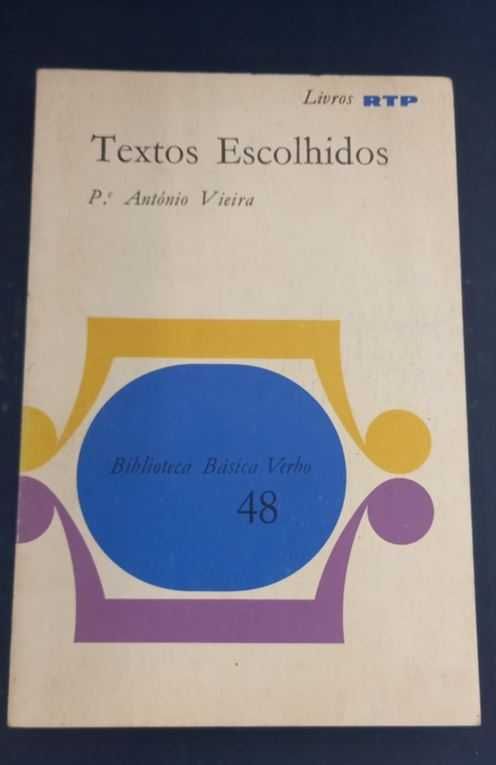 Livros RTP
Textos Escolhidos
P.e António Vieira
Biblioteca Básica Verbo
48